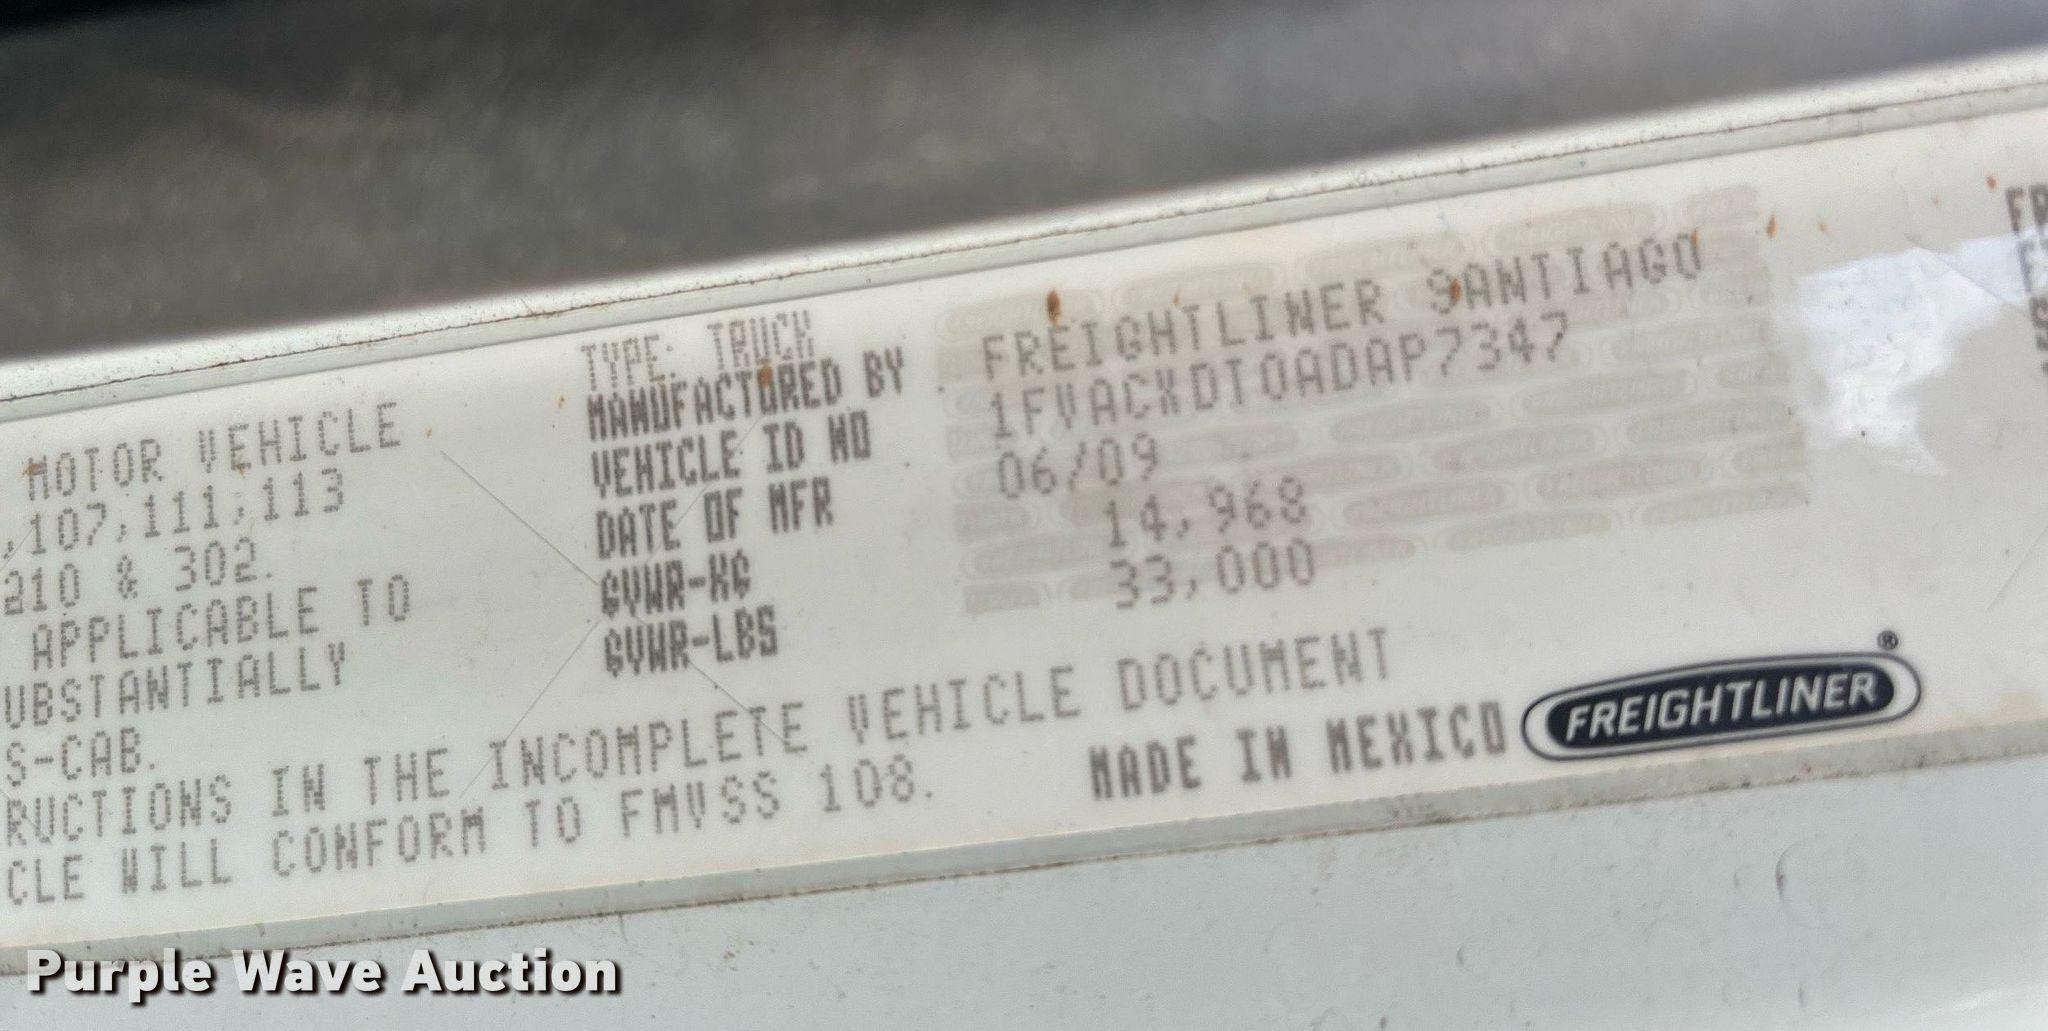 MOTOR VEHICLE
,107,111,113
210 & 302.
APPLICABLE TO
UBSTANTIALLY
S-CAB.
RUCTIONS IN THE INCOMPLETE VEHICLE DOCUMENT
CLE WILL CONFORM TO FMVSS 108.
TYPE: TRUCK
MANUFACTURED BY FREIGHTLINER SANTIAGO
VEHICLE ID NO 1FVACXDT0ADAP7347
DATE OF MFR 06/09
GVWR-KG 14,968
GVWR-LBS 33,000
MADE IN MEXICO
FREIGHTLINER®
Purple Wave Auction